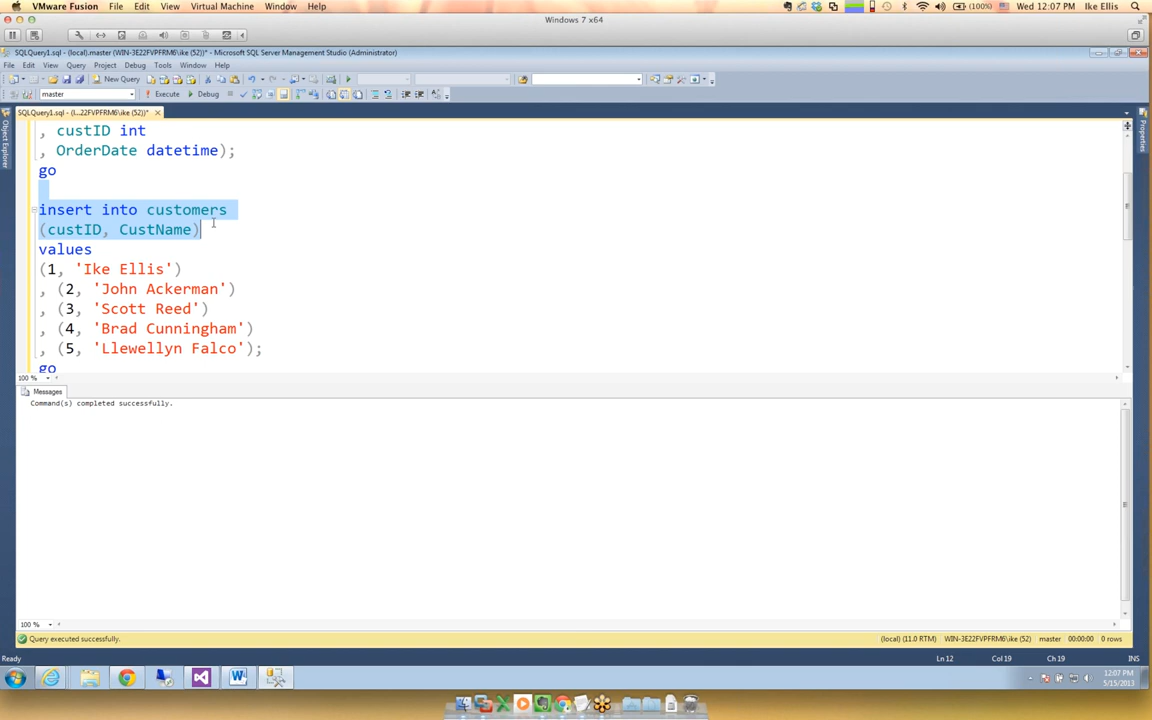 VMware Fusion File Edit View Virtual Machine Window Help (100%) Wed 12:07 PM Ike Ellis
Windows 7 x64
SQLQuery1.sql - (local).master (WIN-3E22FVPFRM6\ike (52))* - Microsoft SQL Server Management Studio (Administrator)
File Edit View Query Project Debug Tools Window Help
New Query
master Execute Debug
SQLQuery1.sql - (l...22FVPFRM6\ike (52))*
Object Explorer
Properties
, custID int
, OrderDate datetime);
go
insert into customers
(custID, CustName)
values
(1, 'Ike Ellis')
, (2, 'John Ackerman')
, (3, 'Scott Reed')
, (4, 'Brad Cunningham')
, (5, 'Llewellyn Falco');
go
100 %
Messages
Command(s) completed successfully.
100 %
Query executed successfully. (local) (11.0 RTM) WIN-3E22FVPFRM6\ike (52) master 00:00:00 0 rows
Ready Ln 12 Col 19 Ch 19 INS
12:07 PM
5/15/2013